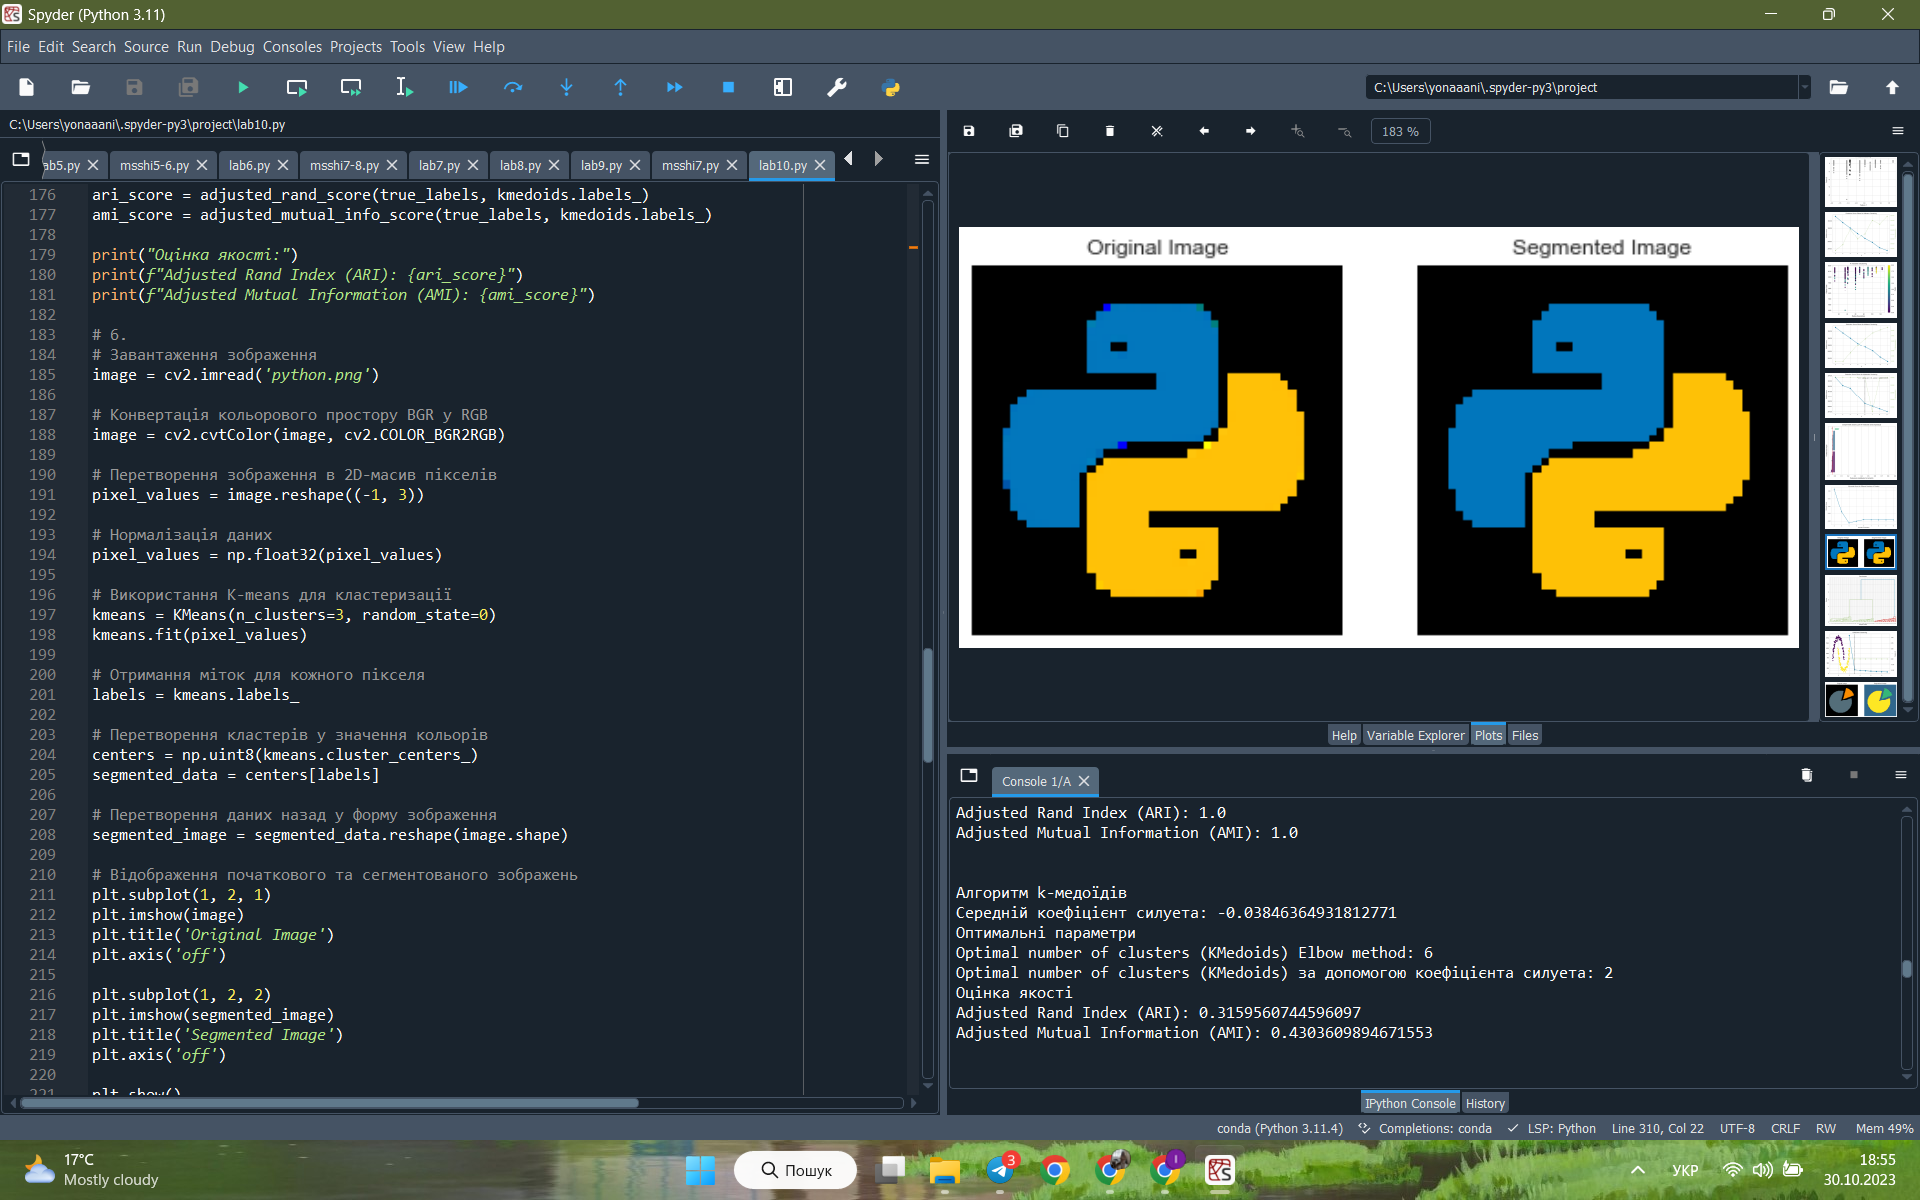 Spyder (Python 3.11)
File Edit Search Source Run Debug Consoles Projects Tools View Help
C:\Users\yonaaani\.spyder-py3\project
C:\Users\yonaaani\.spyder-py3\project\lab10.py
ab5.py msshi5-6.py lab6.py msshi7-8.py lab7.py lab8.py lab9.py msshi7.py lab10.py
183 %
176 ari_score = adjusted_rand_score(true_labels, kmedoids.labels_)
177 ami_score = adjusted_mutual_info_score(true_labels, kmedoids.labels_)
178
179 print("Оцінка якості:")
180 print(f"Adjusted Rand Index (ARI): {ari_score}")
181 print(f"Adjusted Mutual Information (AMI): {ami_score}")
182
183 # 6.
184 # Завантаження зображення
185 image = cv2.imread('python.png')
186
187 # Конвертація кольорового простору BGR у RGB
188 image = cv2.cvtColor(image, cv2.COLOR_BGR2RGB)
189
190 # Перетворення зображення в 2D-масив пікселів
191 pixel_values = image.reshape((-1, 3))
192
193 # Нормалізація даних
194 pixel_values = np.float32(pixel_values)
195
196 # Використання K-means для кластеризації
197 kmeans = KMeans(n_clusters=3, random_state=0)
198 kmeans.fit(pixel_values)
199
200 # Отримання міток для кожного пікселя
201 labels = kmeans.labels_
202
203 # Перетворення кластерів у значення кольорів
204 centers = np.uint8(kmeans.cluster_centers_)
205 segmented_data = centers[labels]
206
207 # Перетворення даних назад у форму зображення
208 segmented_image = segmented_data.reshape(image.shape)
209
210 # Відображення початкового та сегментованого зображень
211 plt.subplot(1, 2, 1)
212 plt.imshow(image)
213 plt.title('Original Image')
214 plt.axis('off')
215
216 plt.subplot(1, 2, 2)
217 plt.imshow(segmented_image)
218 plt.title('Segmented Image')
219 plt.axis('off')
220
221 plt.show()
Original Image Segmented Image
Help Variable Explorer Plots Files
Console 1/A
Adjusted Rand Index (ARI): 1.0
Adjusted Mutual Information (AMI): 1.0
Алгоритм k-медоїдів
Середній коефіцієнт силуета: -0.03846364931812771
Оптимальні параметри
Optimal number of clusters (KMedoids) Elbow method: 6
Optimal number of clusters (KMedoids) за допомогою коефіцієнта силуета: 2
Оцінка якості
Adjusted Rand Index (ARI): 0.3159560744596097
Adjusted Mutual Information (AMI): 0.4303609894671553
IPython Console History
conda (Python 3.11.4) Completions: conda LSP: Python Line 310, Col 22 UTF-8 CRLF RW Mem 49%
17°C
Mostly cloudy
Пошук
3
УКР
18:55
30.10.2023